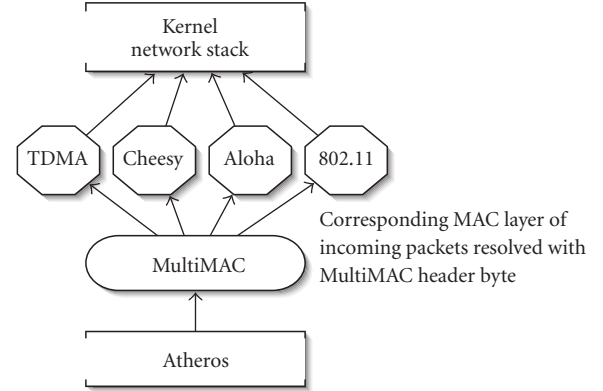 Kernel
network stack
TDMA
Cheesy
Aloha
802.11
Corresponding MAC layer of
incoming packets resolved with
MultiMAC header byte
MultiMAC
Atheros